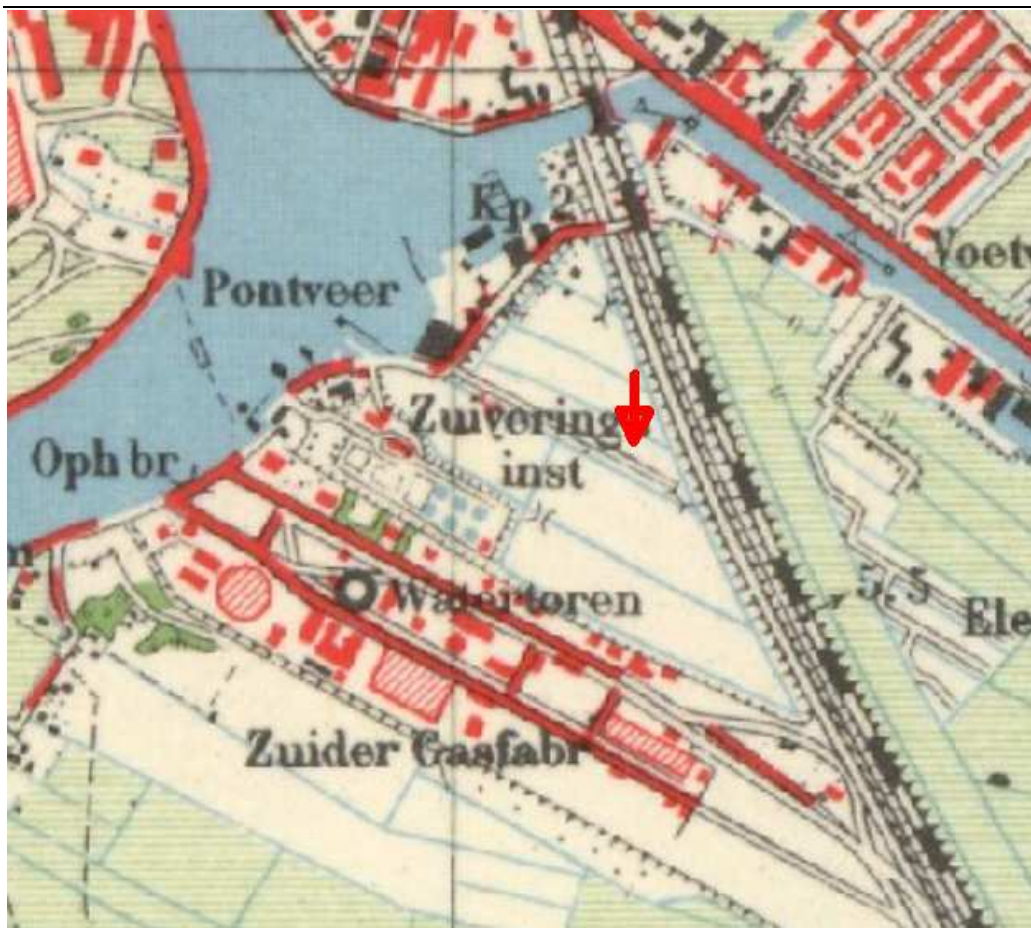 Kp 2
Voetv
Pontveer
Zuivering
inst
Oph br
n
Watertoren
5.5
Ele
Zuider Gasfabr